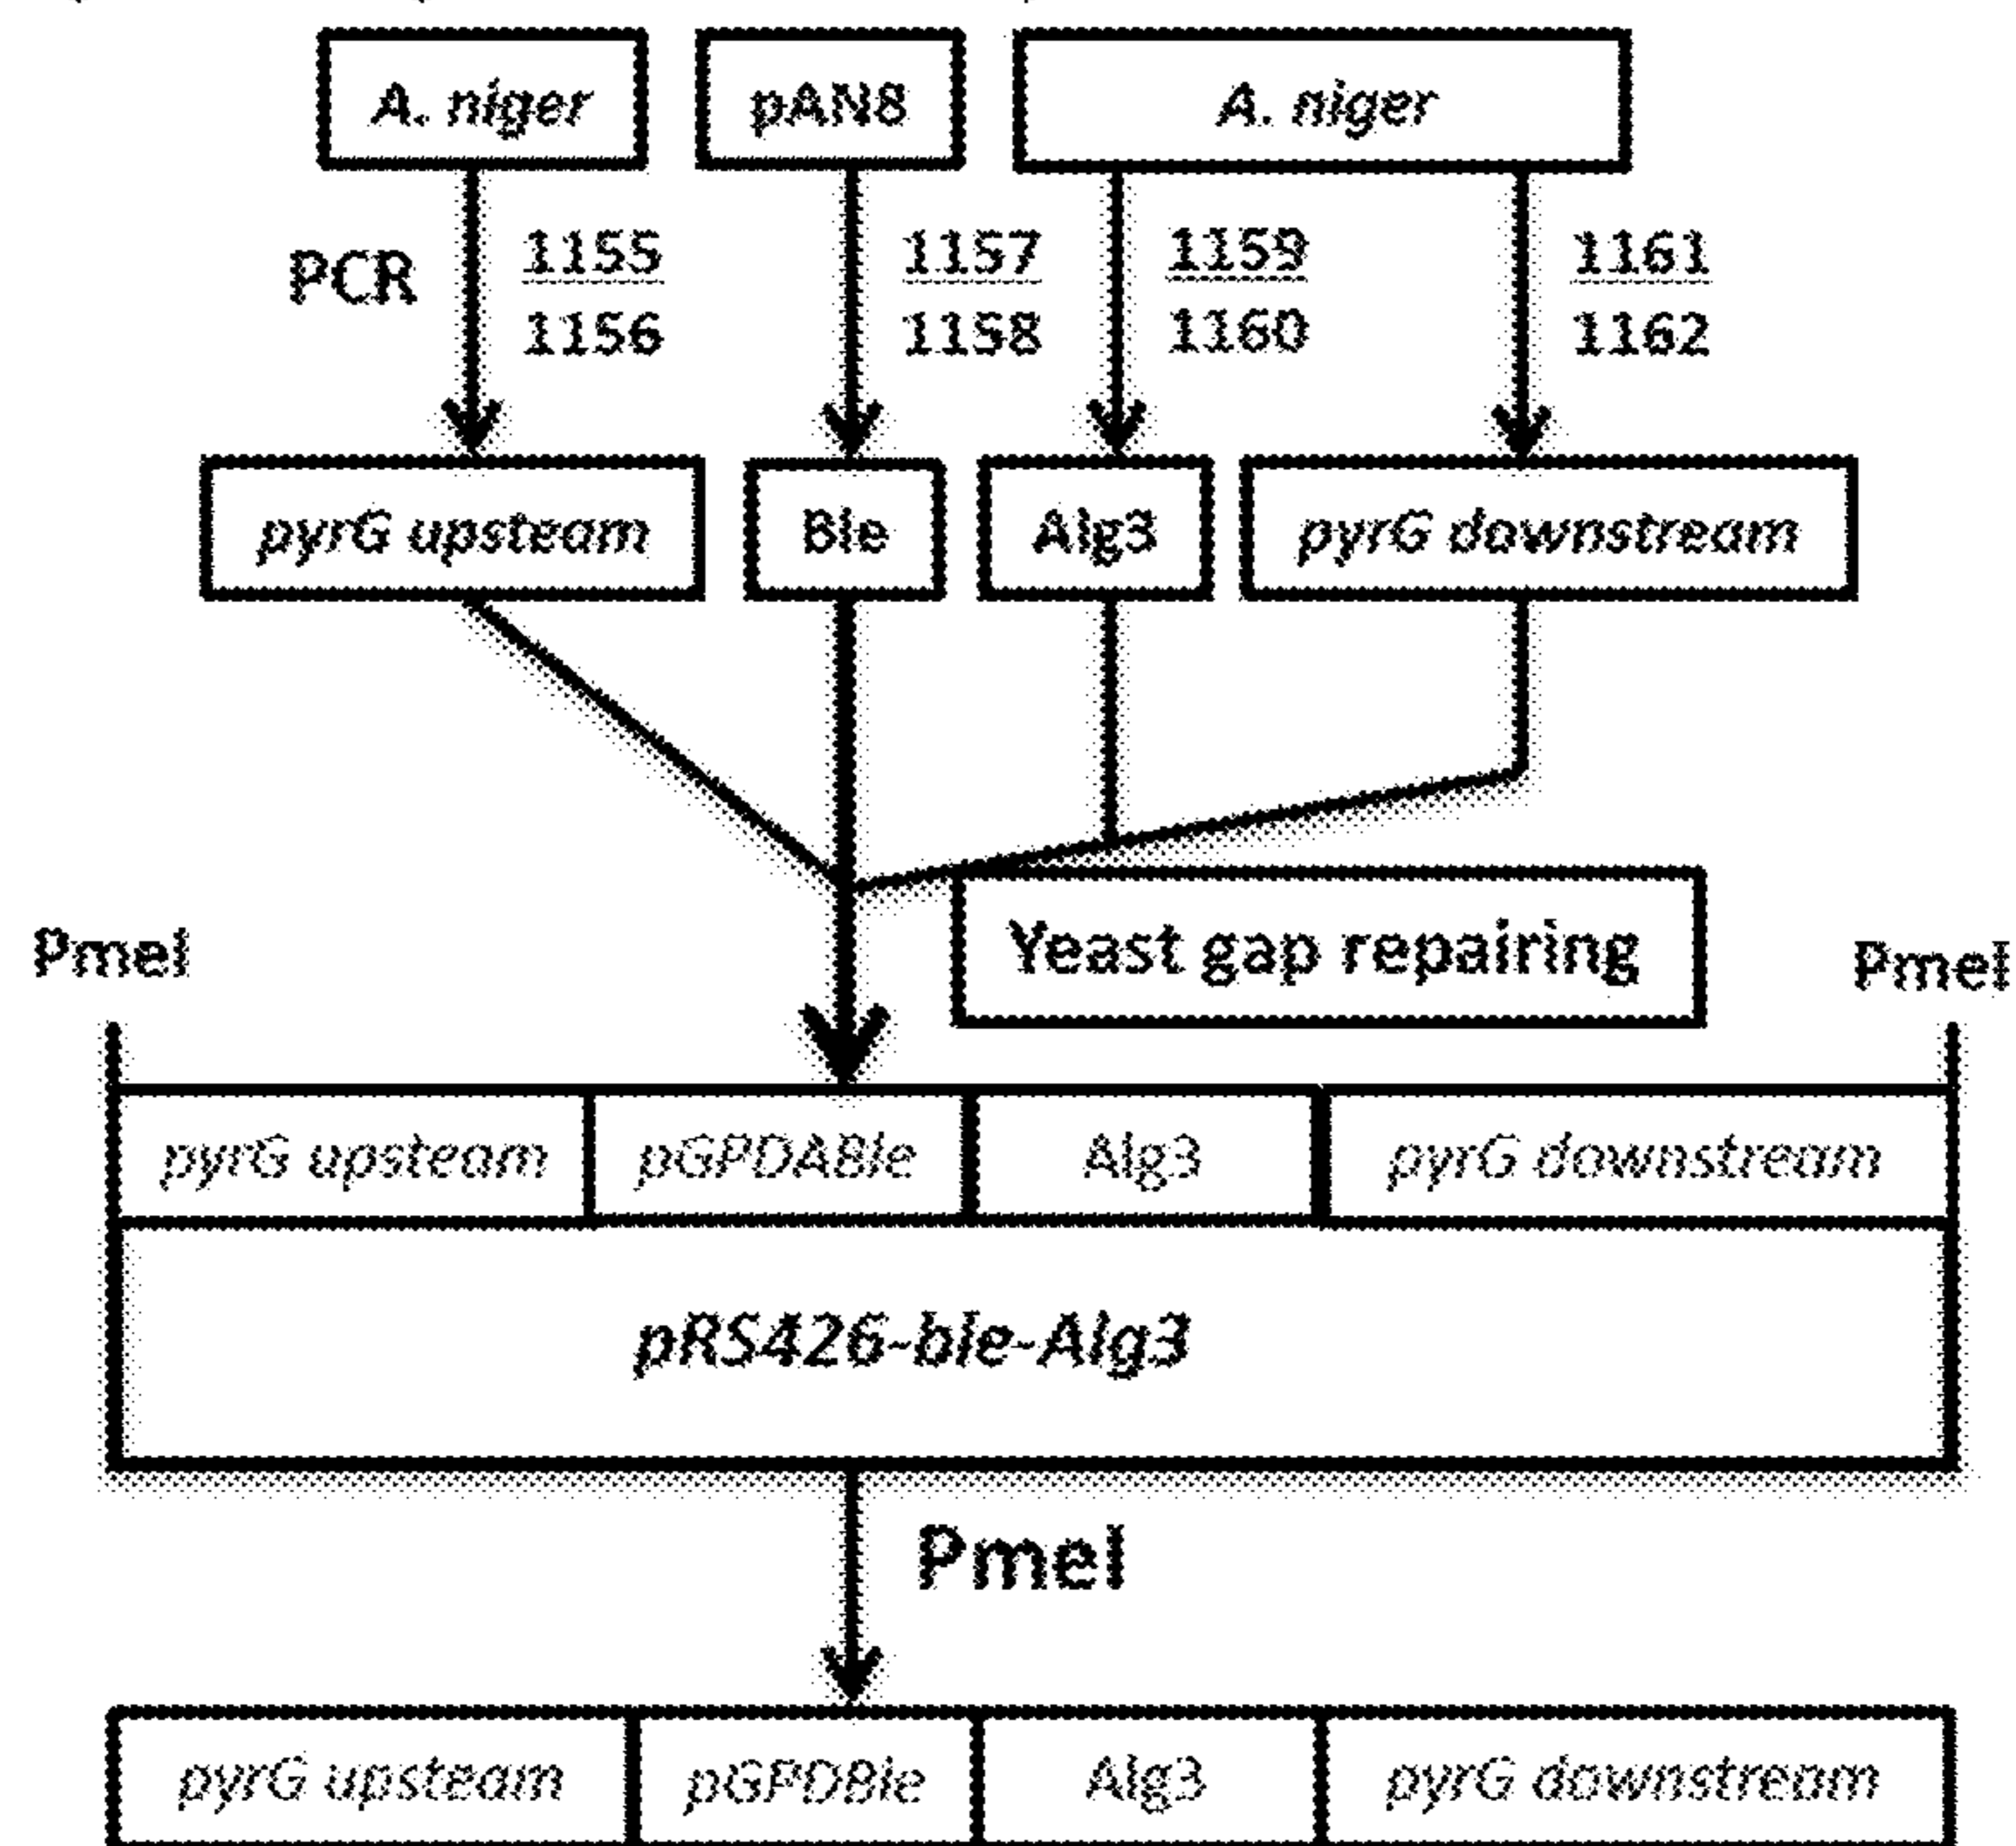 A. niger pAN8 A. niger
PCR 1155 1157 1159 1161
1156 1158 1160 1162
pyrG upsteam Ble Alg3 pyrG downstream
PmeI Yeast gap repairing PmeI
pyrG upsteam pGPDABle Alg3 pyrG downstream
pRS426-ble-Alg3
PmeI
pyrG upsteam pGPDBle Alg3 pyrG downstream